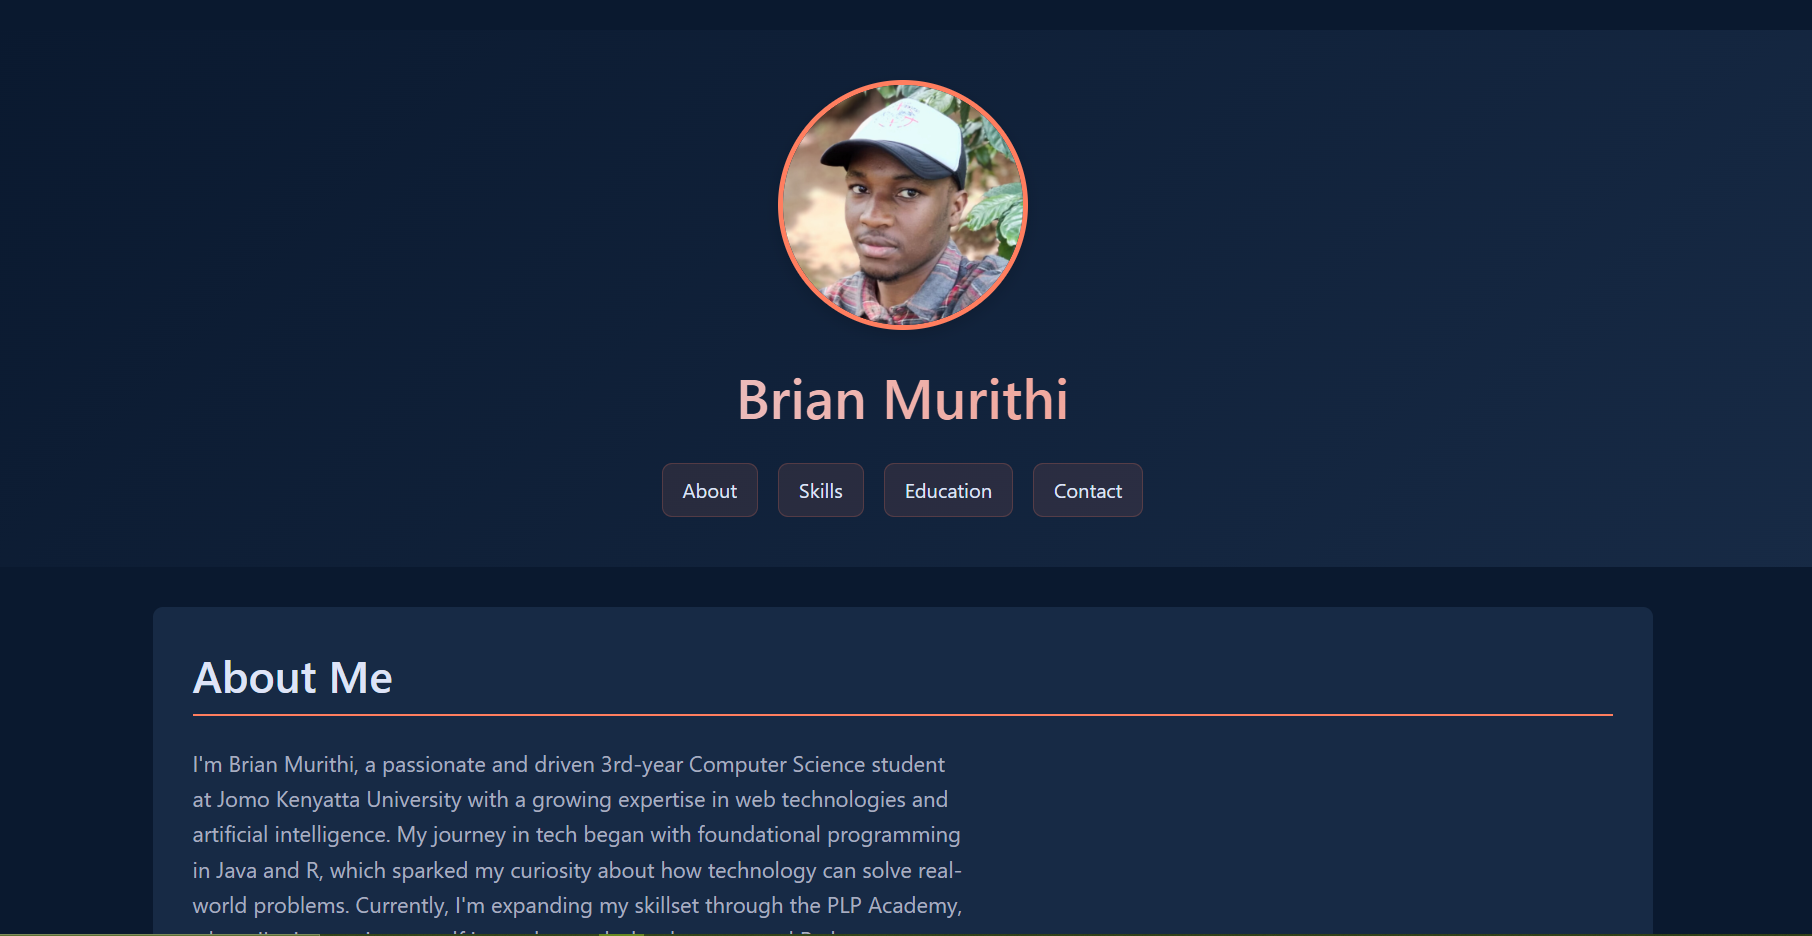 Brian Murithi
About
Skills
Education
Contact
About Me
I'm Brian Murithi, a passionate and driven 3rd-year Computer Science student
at Jomo Kenyatta University with a growing expertise in web technologies and
artificial intelligence. My journey in tech began with foundational programming
in Java and R, which sparked my curiosity about how technology can solve real-
world problems. Currently, I'm expanding my skillset through the PLP Academy,